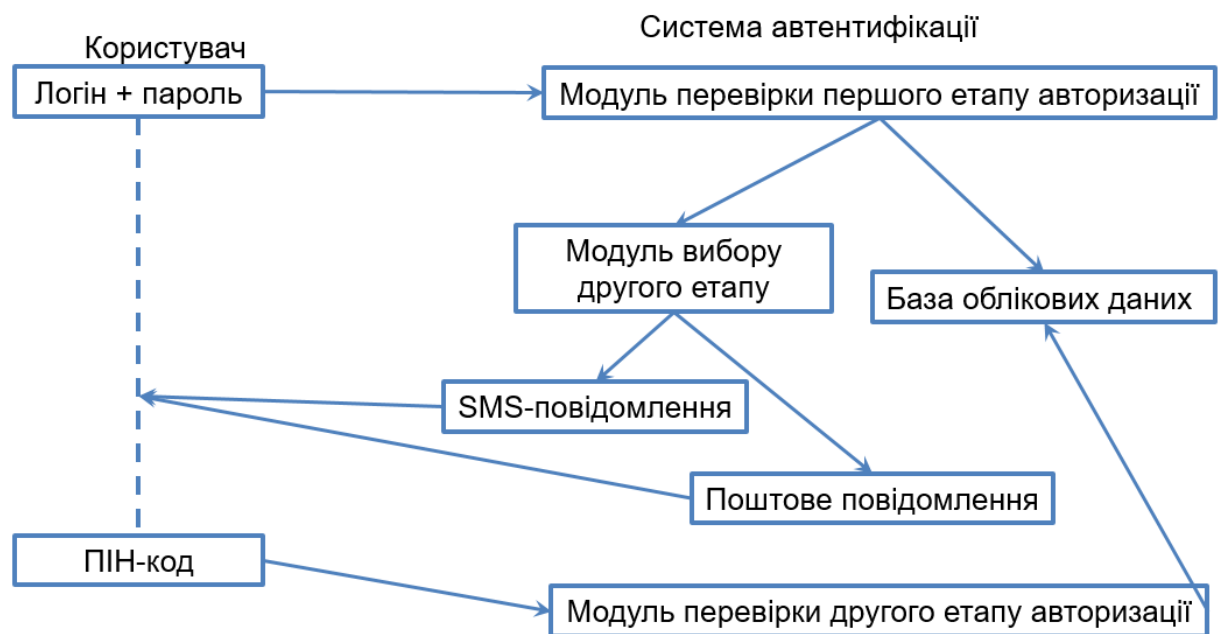 Користувач
Система автентифікації
Логін + пароль
Модуль перевірки першого етапу авторизації
Модуль вибору
другого етапу
База облікових даних
SMS-повідомлення
Поштове повідомлення
ПІН-код
Модуль перевірки другого етапу авторизації